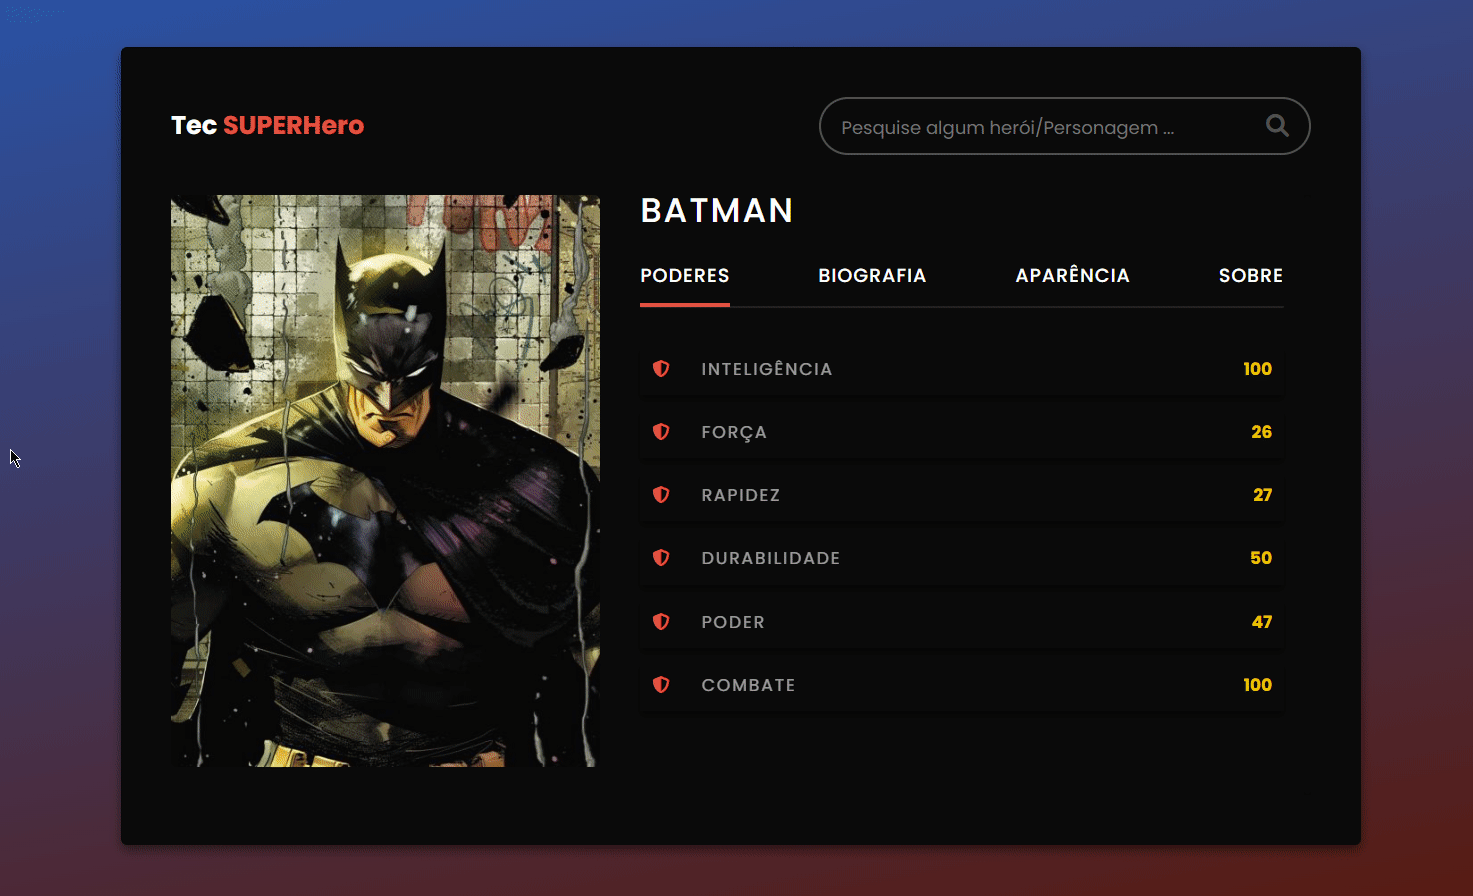 Tec SUPERHero
Pesquise algum herói/Personagem ...
BATMAN
PODERES BIOGRAFIA APARÊNCIA SOBRE
INTELIGÊNCIA 100
FORÇA 26
RAPIDEZ 27
DURABILIDADE 50
PODER 47
COMBATE 100